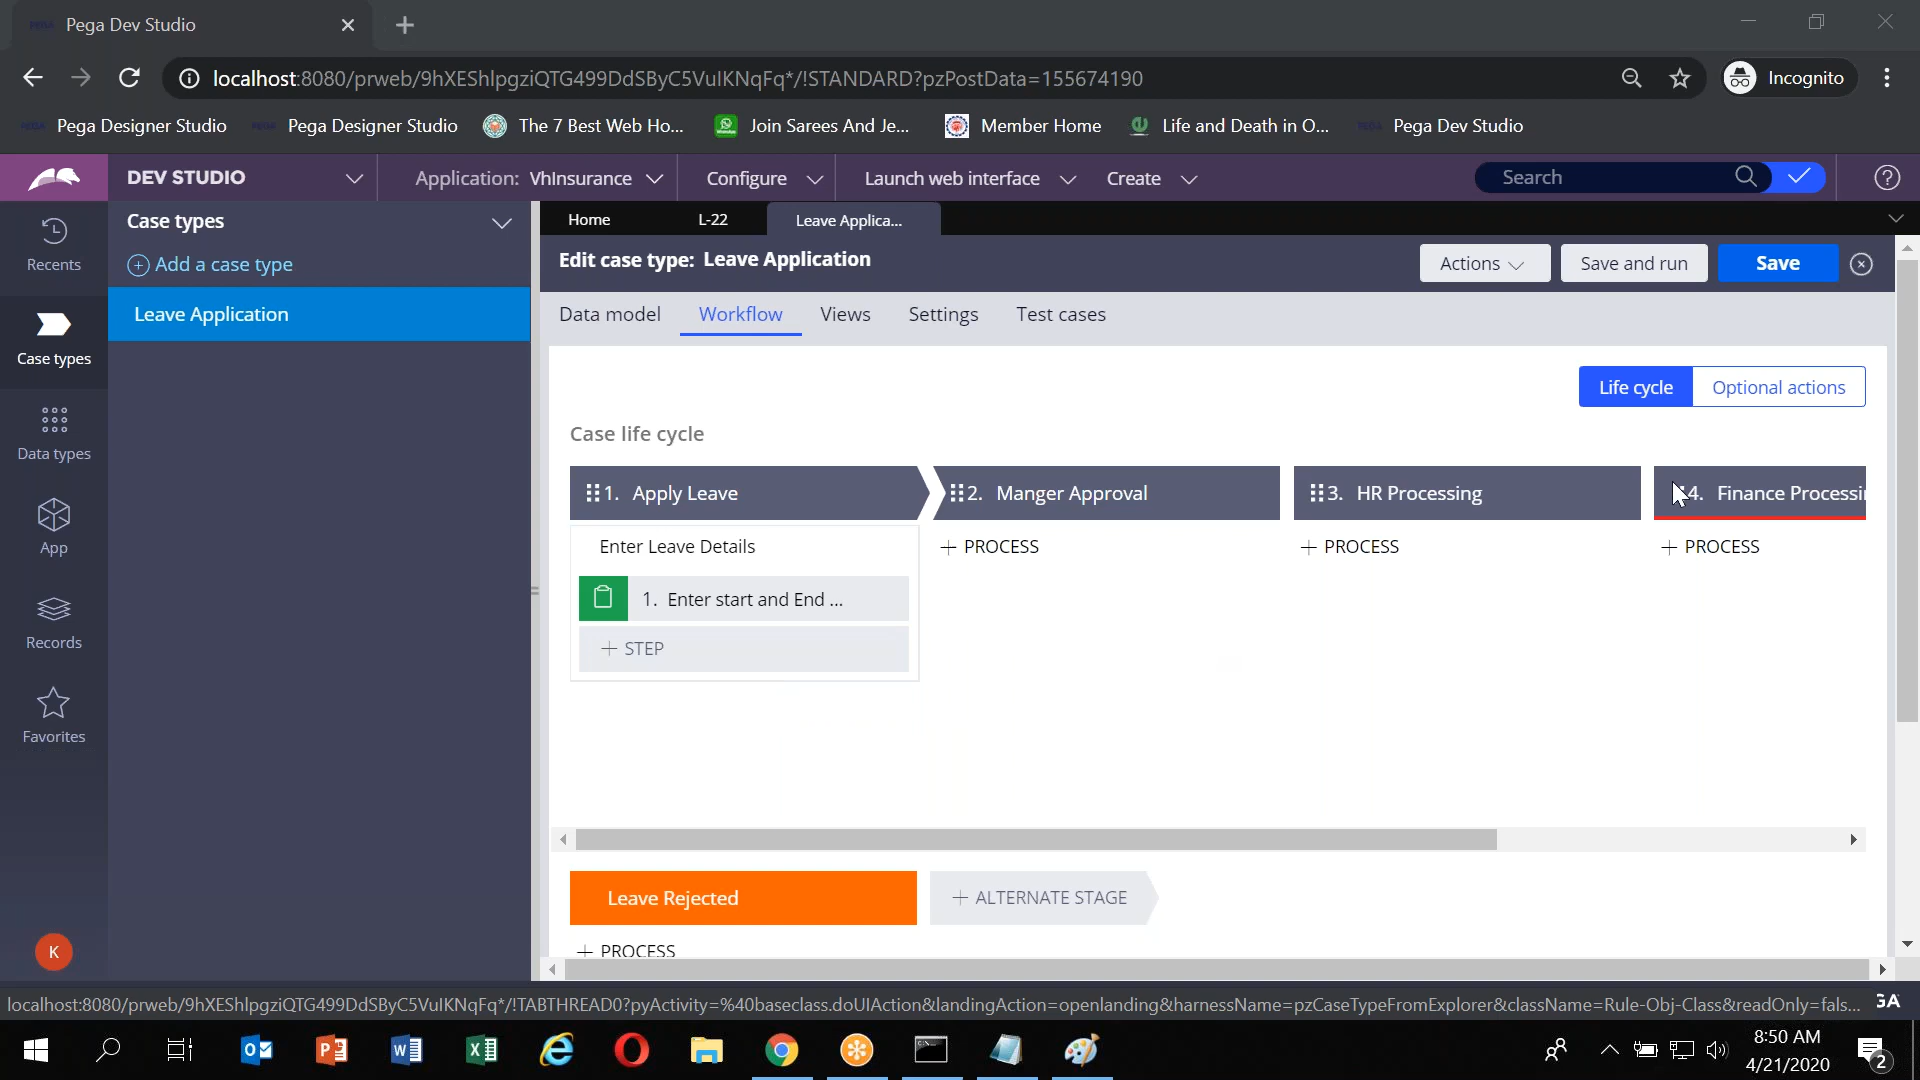 Pega Dev Studio
localhost:8080/prweb/9hXEShlpgziQTG499DdSByC5VulKNqFq*/!STANDARD?pzPostData=155674190
Incognito
Pega Designer Studio
Pega Designer Studio
The 7 Best Web Ho...
Join Sarees And Je...
Member Home
Life and Death in O...
Pega Dev Studio
DEV STUDIO
Application: VhInsurance
Configure
Launch web interface
Create
Search
Recents
Case types
App
Data types
Records
Favorites
K
Case types
Add a case type
Leave Application
Home
L-22
Leave Applica...
Edit case type: Leave Application
Actions
Save and run
Save
Data model
Workflow
Views
Settings
Test cases
Life cycle
Optional actions
Case life cycle
1. Apply Leave
2. Manger Approval
3. HR Processing
4. Finance Processi
Enter Leave Details
+ PROCESS
+ PROCESS
+ PROCESS
1. Enter start and End ...
+ STEP
Leave Rejected
+ ALTERNATE STAGE
+ PROCESS
localhost:8080/prweb/9hXEShlpgziQTG499DdSByC5VulKNqFq*/!TABTHREAD0?pyActivity=%40baseclass.doUIAction&landingAction=openlanding&harnessName=pzCaseTypeFromExplorer&className=Rule-Obj-Class&readOnly=fals...
GA
8:50 AM
4/21/2020
2